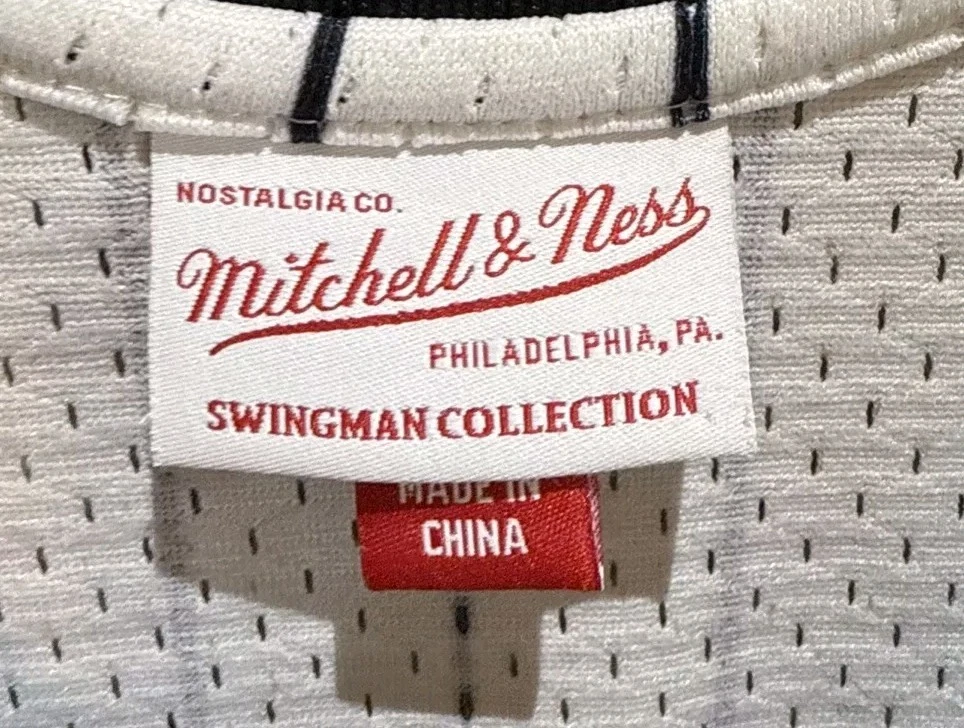 NOSTALGIA CO.
Mitchell & Ness
PHILADELPHIA, PA.
SWINGMAN COLLECTION
MADE IN
CHINA